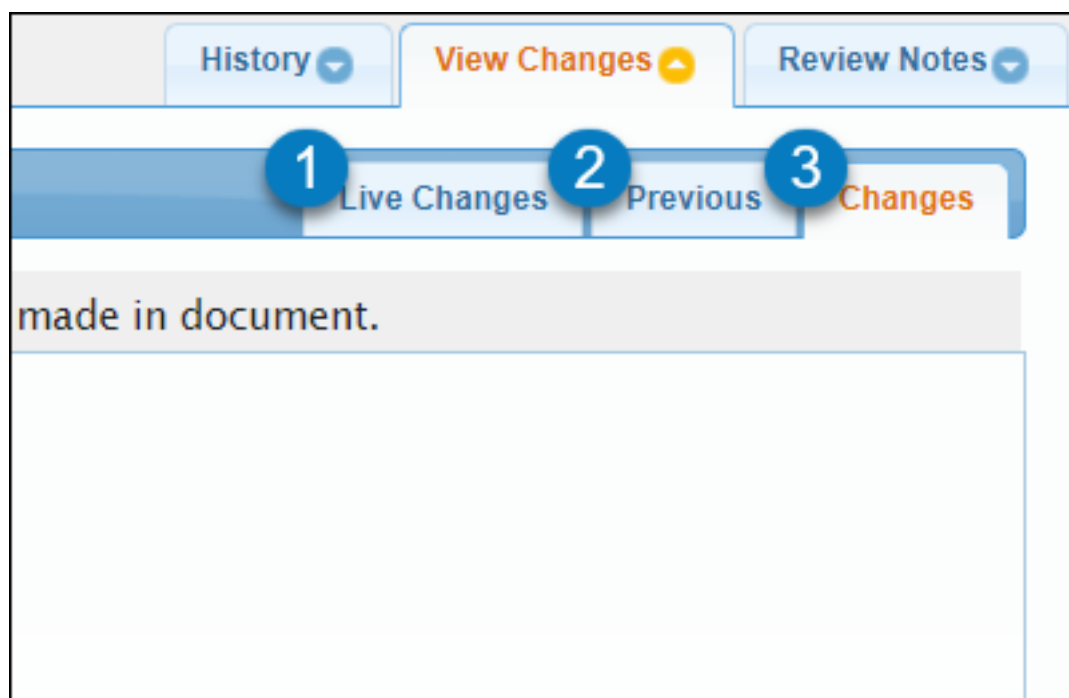 History View Changes Review Notes
1 Live Changes 2 Previous 3 Changes
made in document.